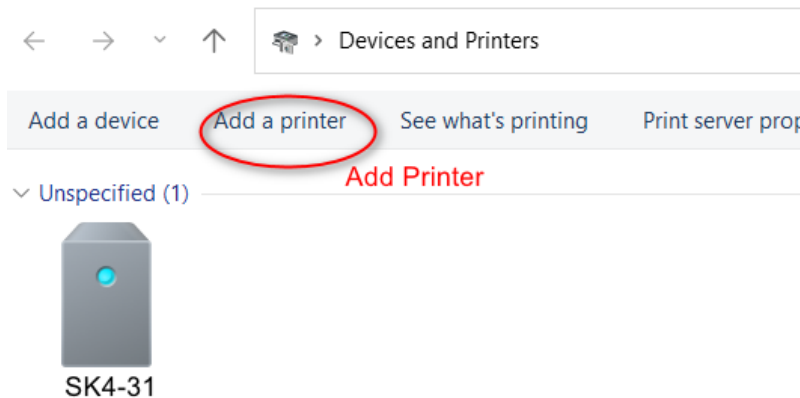 Devices and Printers
Add a device Add a printer See what's printing Print server prop
Add Printer
Unspecified (1)
SK4-31